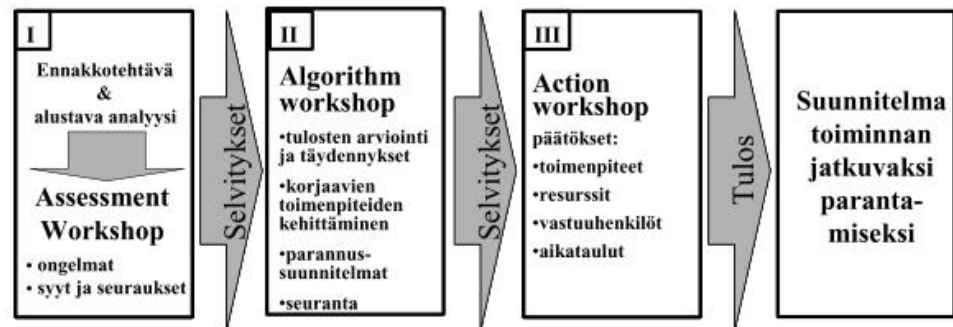 I
Ennakkotehtävä
&
alustava analyysi
Assessment
Workshop
• ongelmat
• syyt ja seuraukset
Selvitykset
II
Algorithm
workshop
•tulosten arviointi
ja täydennykset
•korjaavien
toimenpiteiden
kehittäminen
•parannus-
suunnitelmat
•seuranta
Selvitykset
III
Action
workshop
päätökset:
•toimenpiteet
•resurssit
•vastuuhenkilöt
•aikataulut
Tulos
Suunnitelma
toiminnan
jatkuvaksi
paranta-
miseksi